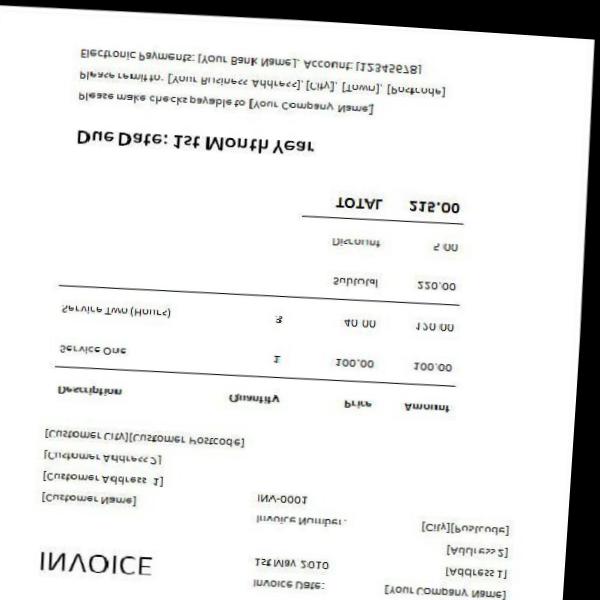 [Your Company Name]
[Address 1]
[Address 2]
[City][Postcode]
Invoice Date:
1st May 2010
Invoice Number:
INV-0001
INVOICE
[Customer Name]
[Customer Address 1]
[Customer Address 2]
[Customer City][Customer Postcode]
Description Quantity Price Amount
Service One 1 100.00 100.00
Service Two (Hours) 3 40.00 120.00
Subtotal 220.00
Discount 5.00
TOTAL 215.00
Due Date: 1st Month Year
Please make checks payable to [Your Company Name]
Please remit to: [Your Business Address], [City], [Town], [Postcode]
Electronic Payments: [Your Bank Name], Account: [12345678]